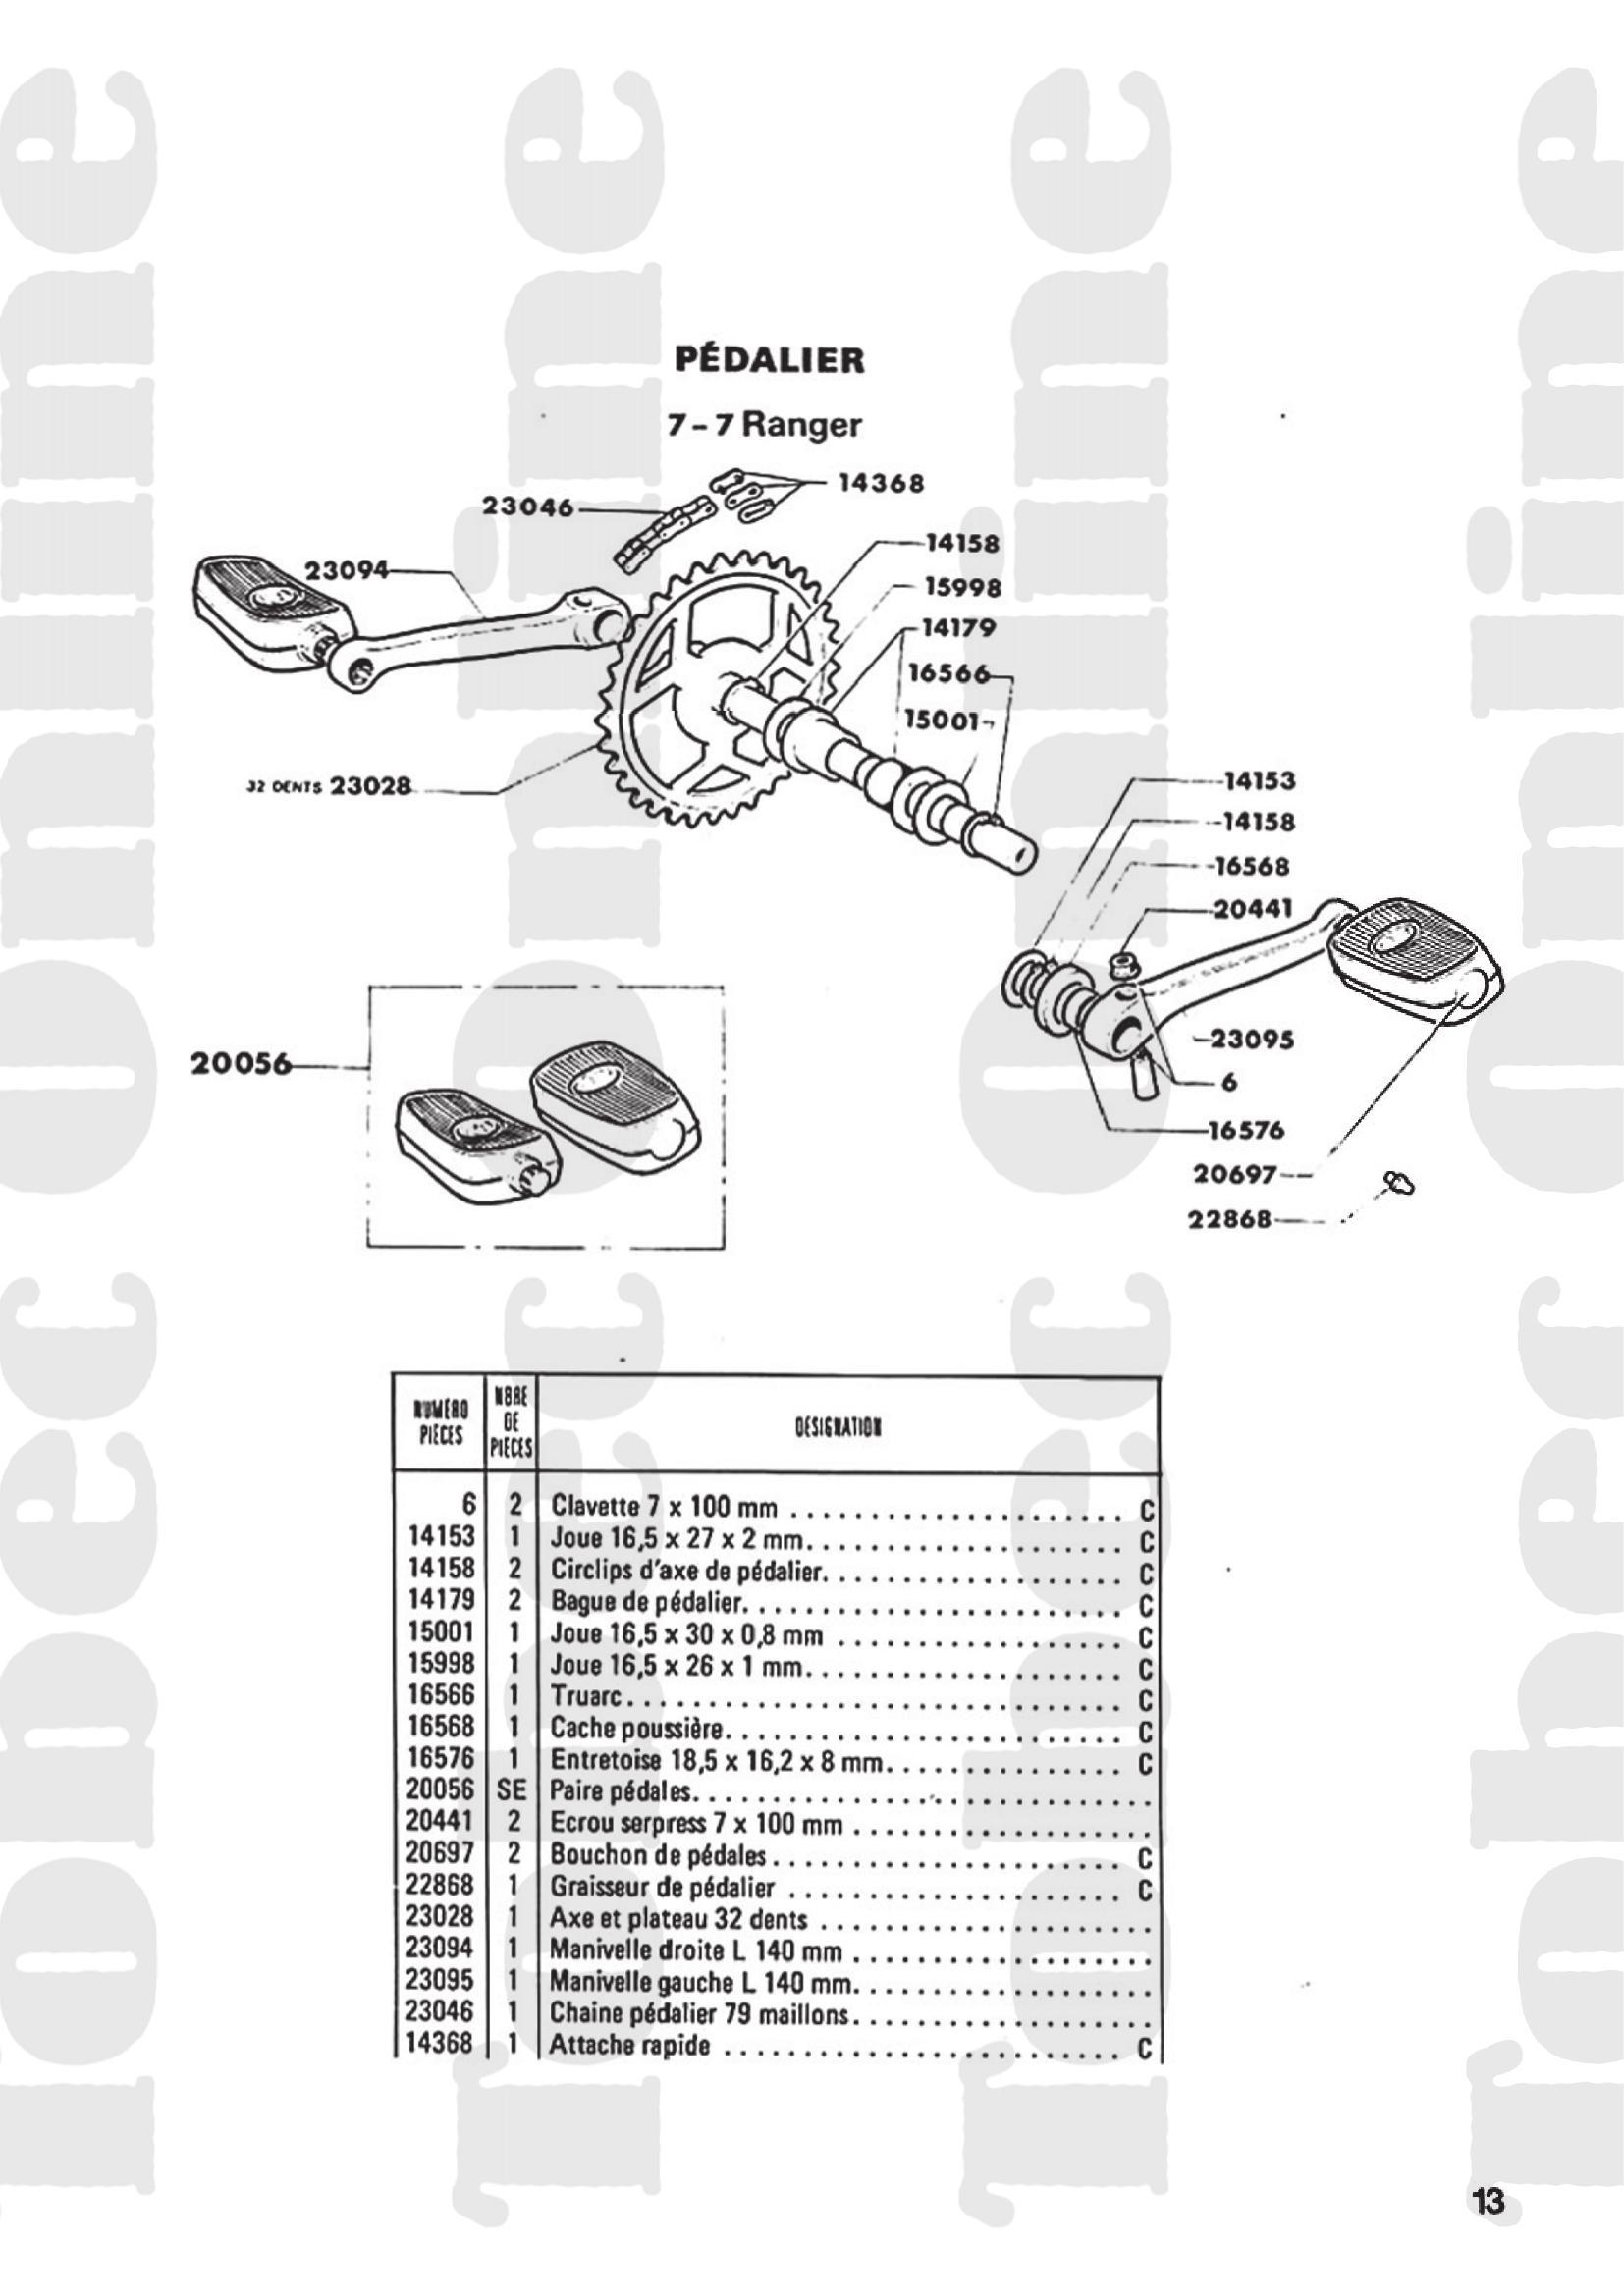 PÉDALIER
7 - 7 Ranger
14368
23046
14158
23094
15998
14179
16566
15001
14153
32 DENTS 23028
14158
16568
20441
23095
20056
6
16576
20697
22868
NUMÉRO PIÈCES NBRE DE PIÈCES DÉSIGNATION
6 2 Clavette 7 x 100 mm C
14153 1 Joue 16,5 x 27 x 2 mm C
14158 2 Circlips d'axe de pédalier C
14179 2 Bague de pédalier C
15001 1 Joue 16,5 x 30 x 0,8 mm C
15998 1 Joue 16,5 x 26 x 1 mm C
16566 1 Truarc C
16568 1 Cache poussière C
16576 1 Entretoise 18,5 x 16,2 x 8 mm C
20056 SE Paire pédales
20441 2 Ecrou serpress 7 x 100 mm
20697 2 Bouchon de pédales C
22868 1 Graisseur de pédalier C
23028 1 Axe et plateau 32 dents
23094 1 Manivelle droite L 140 mm
23095 1 Manivelle gauche L 140 mm
23046 1 Chaine pédalier 79 maillons
14368 1 Attache rapide C
13